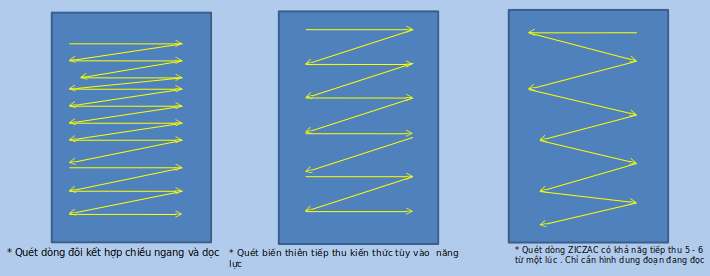 * Quét dòng đôi kết hợp chiều ngang và dọc
* Quét biến thiên tiếp thu kiến thức tùy vào năng
lực
* Quét dòng ZICZAC có khả năg tiếp thu 5 - 6
từ một lúc . Chỉ cần hình dung đoạn đang đọc